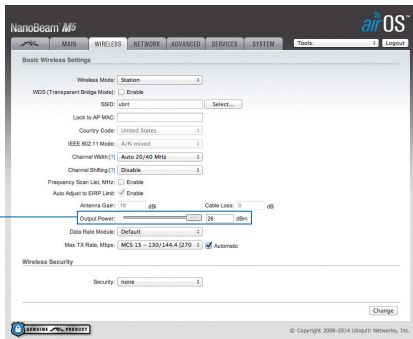 NanoBeam M5
airOS™
MAIN WIRELESS NETWORK ADVANCED SERVICES SYSTEM Tools: Logout
Basic Wireless Settings
Wireless Mode: Station
WDS (Transparent Bridge Mode): Enable
SSID: ubnt Select...
Lock to AP MAC:
Country Code: United States
IEEE 802.11 Mode: A/N mixed
Channel Width:[?] Auto 20/40 MHz
Channel Shifting:[?] Disable
Frequency Scan List, MHz: Enable
Auto Adjust to EIRP Limit: Enable
Antenna Gain: 19 dBi Cable Loss: 0 dB
Output Power: 26 dBm
Data Rate Module: Default
Max TX Rate, Mbps: MCS 15 - 130/144.4 [270 Automatic
Wireless Security
Security: none
Change
GENUINE PRODUCT
© Copyright 2006-2014 Ubiquiti Networks, Inc.